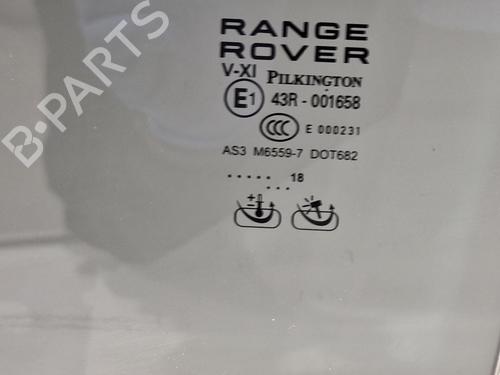 RANGE
ROVER
V-XI PILKINGTON
E1 43R - 001658
CCC E 000231
AS3 M6559-7 DOT682
..... 18
...
B-PARTS